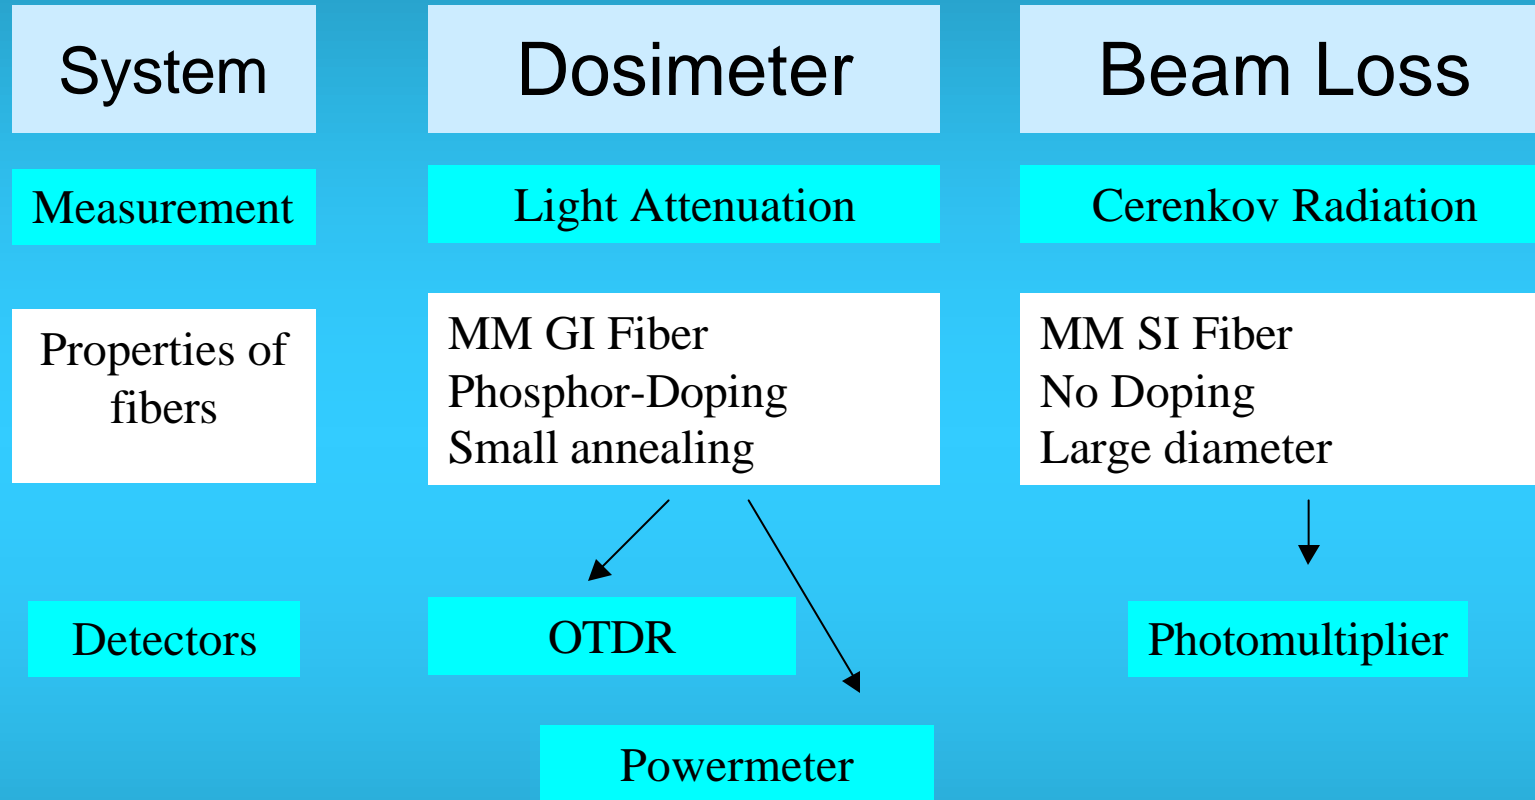 System
Dosimeter
Beam Loss
Measurement
Light Attenuation
Cerenkov Radiation
Properties of
fibers
MM GI Fiber
Phosphor-Doping
Small annealing
MM SI Fiber
No Doping
Large diameter
Detectors
OTDR
Photomultiplier
Powermeter